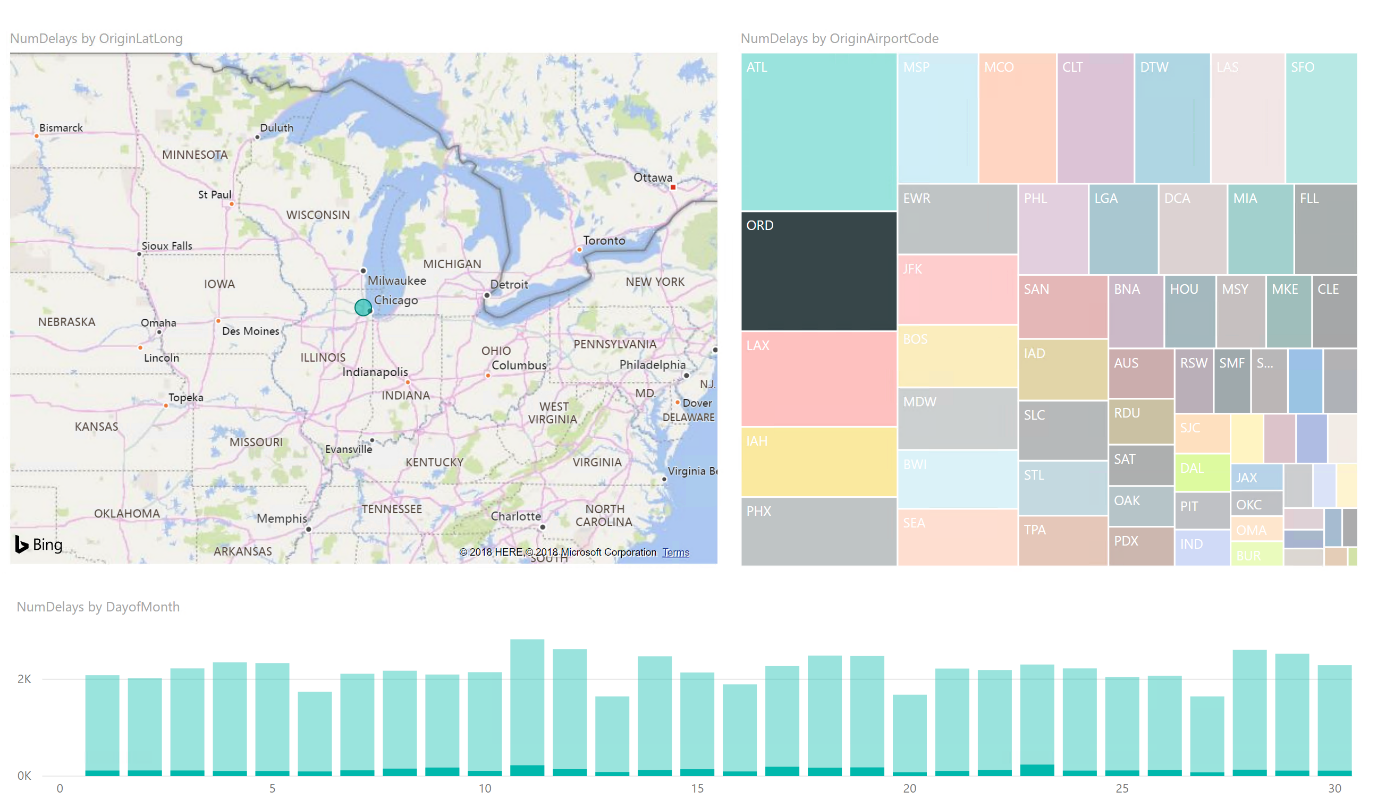 NumDelays by OriginLatLong
Bismarck
Duluth
MINNESOTA
Ottawa
St Paul
WISCONSIN
Toronto
Sioux Falls
MICHIGAN
Milwaukee
Detroit
NEW YORK
IOWA
Chicago
NEBRASKA
Omaha
Des Moines
PENNSYLVANIA
OHIO
Lincoln
ILLINOIS
Columbus
Philadelphia
Indianapolis
N.J.
INDIANA
MD.
Topeka
Dover
WEST
VIRGINIA
DELAWARE
KANSAS
MISSOURI
Evansville
KENTUCKY
VIRGINIA
Virginia Be
OKLAHOMA
TENNESSEE
NORTH
CAROLINA
Memphis
Charlotte
Bing
ARKANSAS
© 2018 HERE,© 2018 Microsoft Corporation Terms
SOUTH
NumDelays by OriginAirportCode
ATL
MSP
MCO
CLT
DTW
LAS
SFO
ORD
EWR
PHL
LGA
DCA
MIA
FLL
JFK
SAN
BNA
HOU
MSY
MKE
CLE
LAX
BOS
IAD
AUS
RSW
SMF
S...
MDW
SLC
RDU
SJC
IAH
BWI
STL
SAT
DAL
JAX
PHX
SEA
TPA
OAK
PIT
OKC
PDX
IND
OMA
BUR
NumDelays by DayofMonth
2K
0K
0 5 10 15 20 25 30